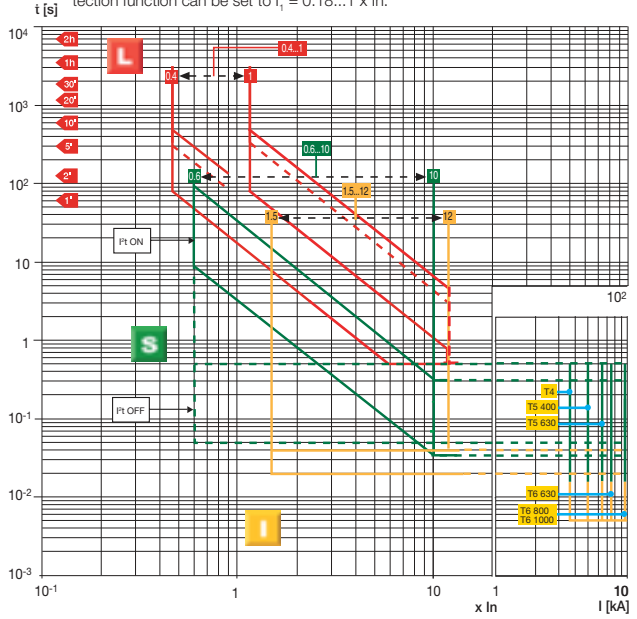 tection function can be set to I1 = 0.18...1 x In.
t [s]
10⁴
2h
L
0.4...1
1h
0.4
1
30'
20'
10³
10'
5'
0.6...10
2'
0.6
10
10²
1.5...12
1'
1.5
12
I²t ON
10
10²
S
1
T4
T5 400
I²t OFF
T5 630
10⁻¹
T6 630
10⁻²
T6 800
T6 1000
I
10⁻³
10⁻¹
1
10
1
10
x In
I [kA]